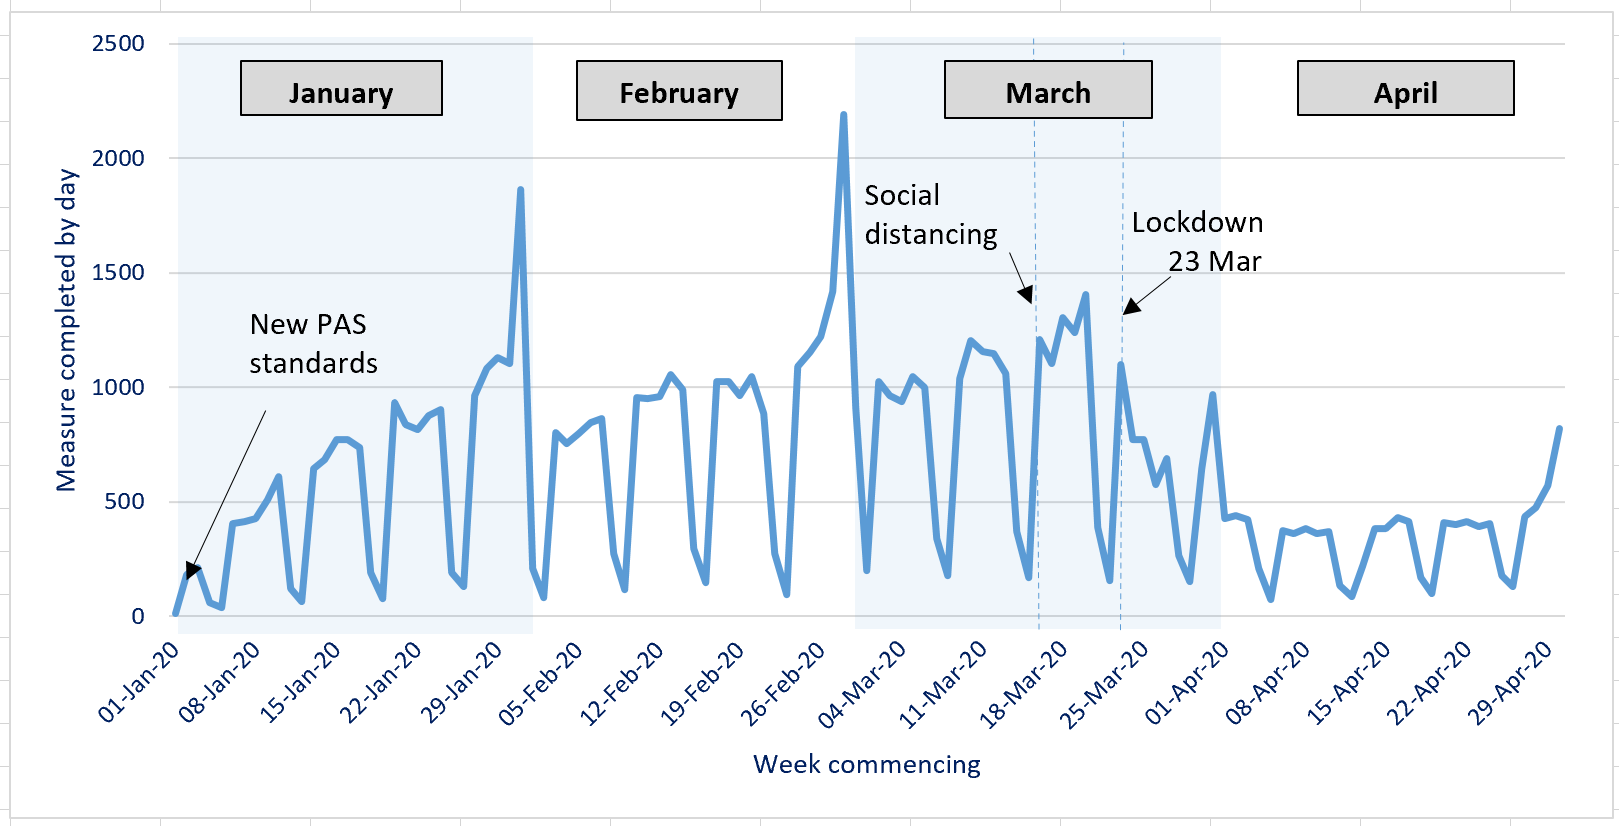 2500
2000
1500
1000
500
0
Measure completed by day
January
February
March
April
New PAS
standards
Social
distancing
Lockdown
23 Mar
01-Jan-20
08-Jan-20
15-Jan-20
22-Jan-20
29-Jan-20
05-Feb-20
12-Feb-20
19-Feb-20
26-Feb-20
04-Mar-20
11-Mar-20
18-Mar-20
25-Mar-20
01-Apr-20
08-Apr-20
15-Apr-20
22-Apr-20
29-Apr-20
Week commencing